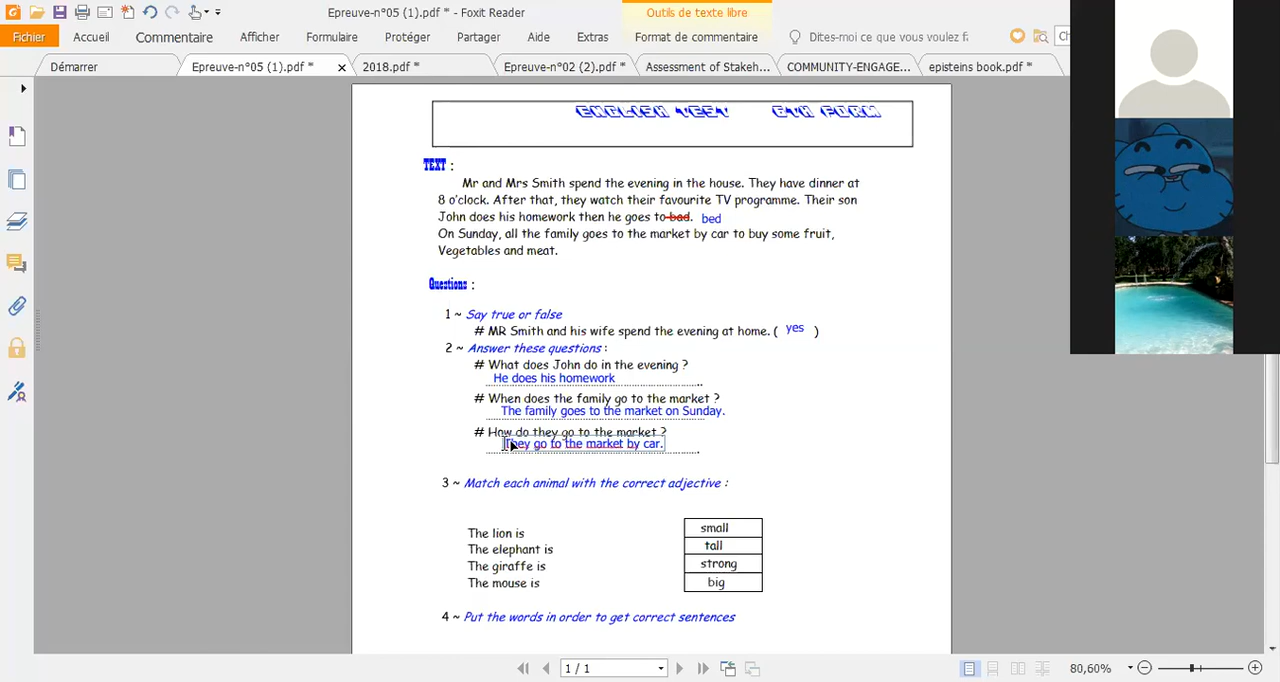 Epreuve-n°05 (1).pdf * - Foxit Reader
Outils de texte libre
Fichier
Accueil
Commentaire
Afficher
Formulaire
Protéger
Partager
Aide
Extras
Format de commentaire
Dites-moi ce que vous voulez f
Ch
Démarrer
Epreuve-n°05 (1).pdf *
2018.pdf *
Epreuve-n°02 (2).pdf *
Assessment of Stakeh...
COMMUNITY-ENGAGE...
episteins book.pdf *
ENGLISH TEST 6TH FORM
TEXT :
Mr and Mrs Smith spend the evening in the house. They have dinner at
8 o'clock. After that, they watch their favourite TV programme. Their son
John does his homework then he goes to bad. bed
On Sunday, all the family goes to the market by car to buy some fruit,
Vegetables and meat.
Questions :
1 ~ Say true or false
# MR Smith and his wife spend the evening at home. ( yes )
2 ~ Answer these questions :
# What does John do in the evening ?
He does his homework
# When does the family go to the market ?
The family goes to the market on Sunday.
# How do they go to the market ?
They go to the market by car.
3 ~ Match each animal with the correct adjective :
The lion is
The elephant is
The giraffe is
The mouse is
small
tall
strong
big
4 ~ Put the words in order to get correct sentences
1 / 1
80,60%